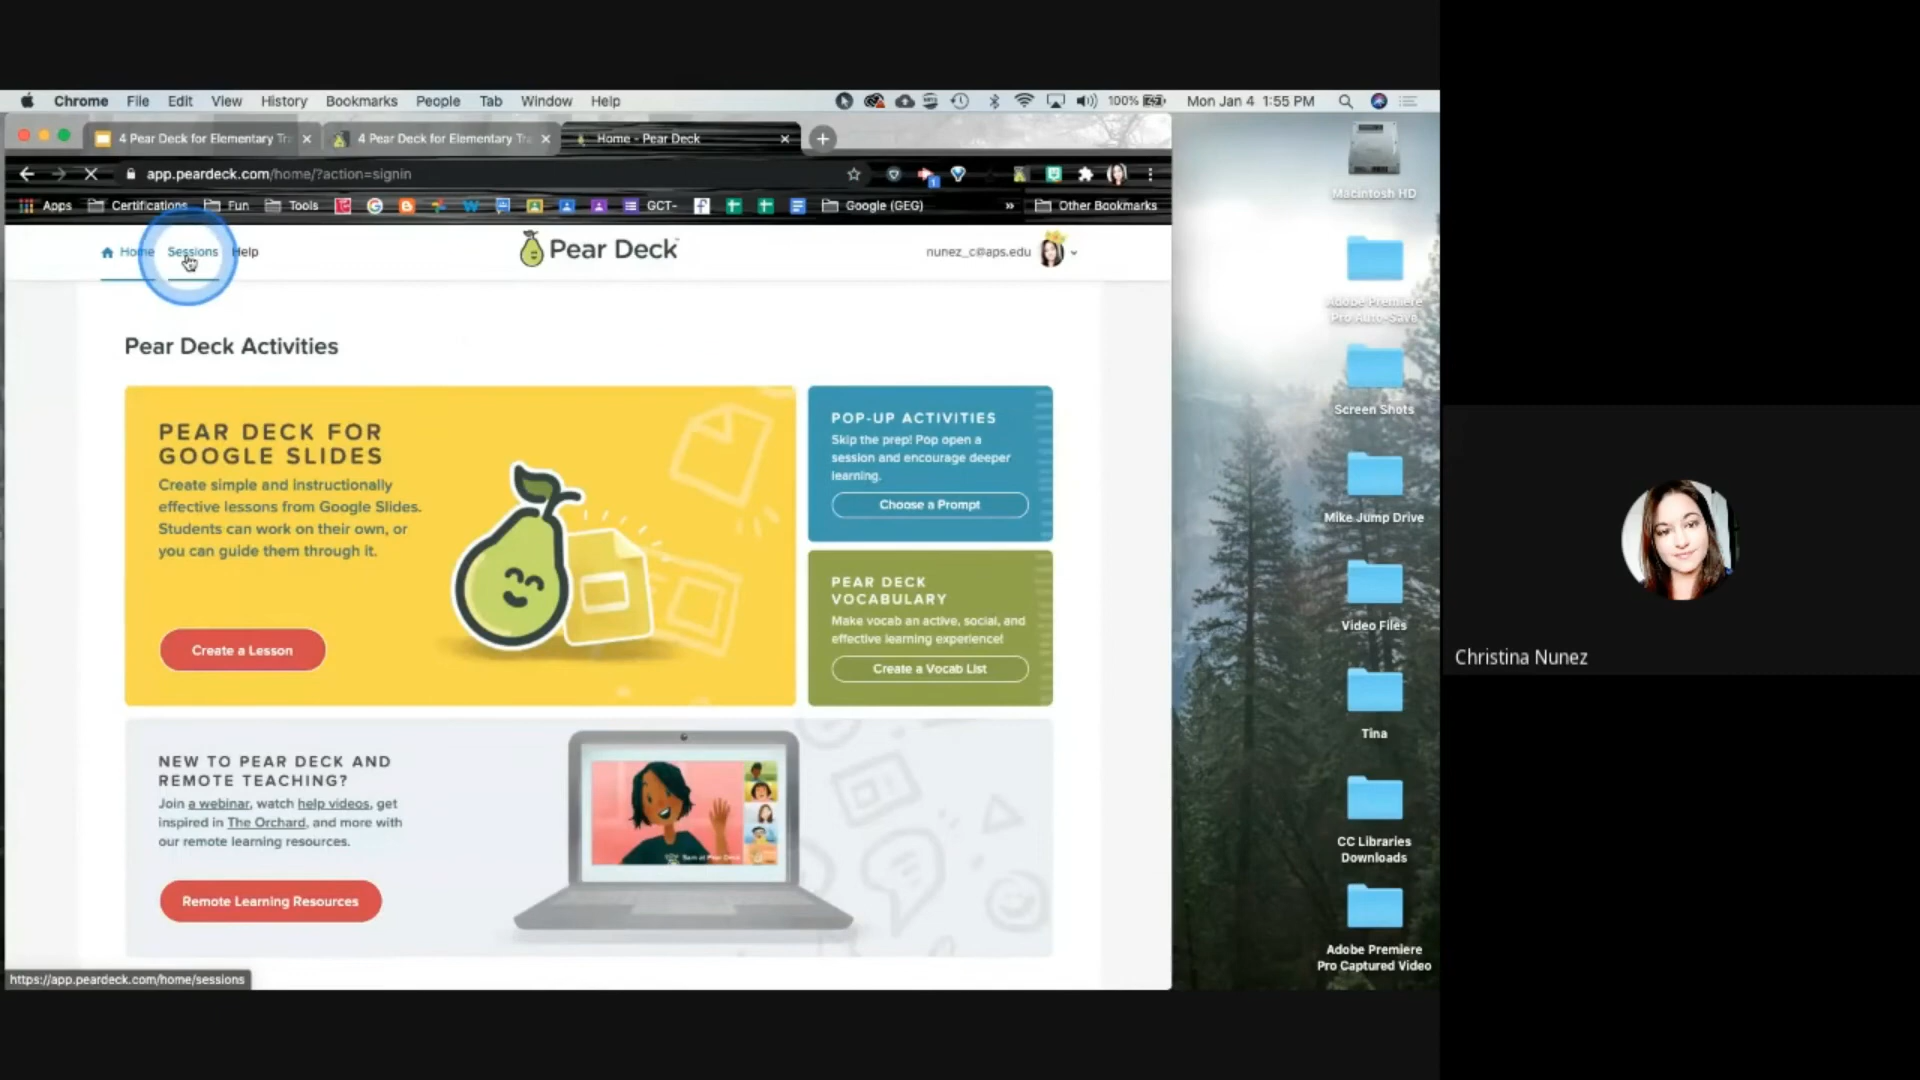 Chrome File Edit View History Bookmarks People Tab Window Help 100% Mon Jan 4 1:55 PM
4 Pear Deck for Elementary Tr 4 Pear Deck for Elementary Tra Home - Pear Deck
app.peardeck.com/home/?action=signin
Apps Certifications Fun Tools GCT- Google (GEG) » Other Bookmarks
Home Sessions Help Pear Deck nunez_c@aps.edu
Pear Deck Activities
PEAR DECK FOR
GOOGLE SLIDES
Create simple and instructionally
effective lessons from Google Slides.
Students can work on their own, or
you can guide them through it.
Create a Lesson
POP-UP ACTIVITIES
Skip the prep! Pop open a
session and encourage deeper
learning.
Choose a Prompt
PEAR DECK
VOCABULARY
Make vocab an active, social, and
effective learning experience!
Create a Vocab List
NEW TO PEAR DECK AND
REMOTE TEACHING?
Join a webinar, watch help videos, get
inspired in The Orchard, and more with
our remote learning resources.
Remote Learning Resources
https://app.peardeck.com/home/sessions
Macintosh HD
Adobe Premiere
Pro Auto-Save
Screen Shots
Mike Jump Drive
Video Files
Tina
CC Libraries
Downloads
Adobe Premiere
Pro Captured Video
Christina Nunez